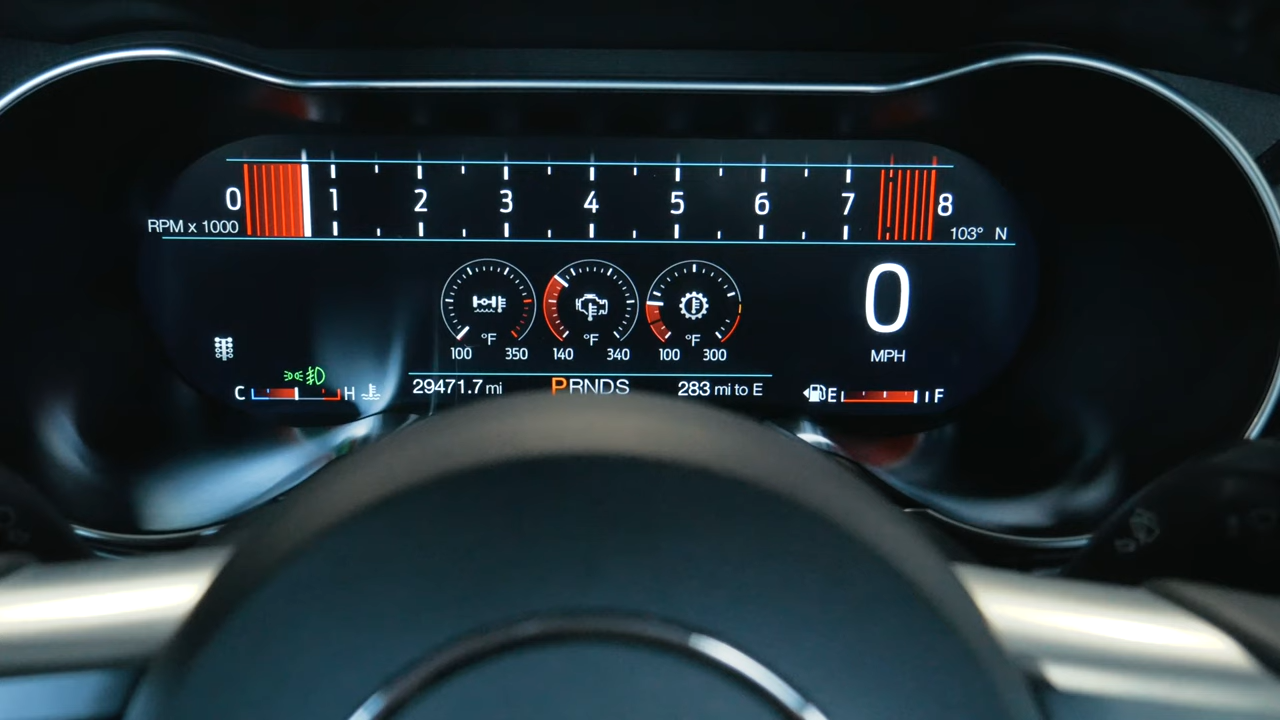 0 1 2 3 4 5 6 7 8
RPM x 1000 103° N
0
°F °F °F
100 350 140 340 100 300
MPH
C H E F
29471.7 mi PRNDS 283 mi to E